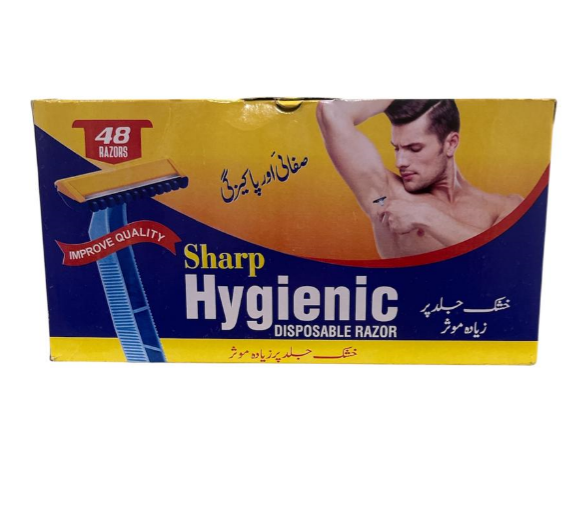 48
RAZORS
صفائی اور پاکیزگی
IMPROVE QUALITY
Sharp
Hygienic
DISPOSABLE RAZOR
خشک جلد پر
زیادہ موثر
خشک جلد پر زیادہ موثر